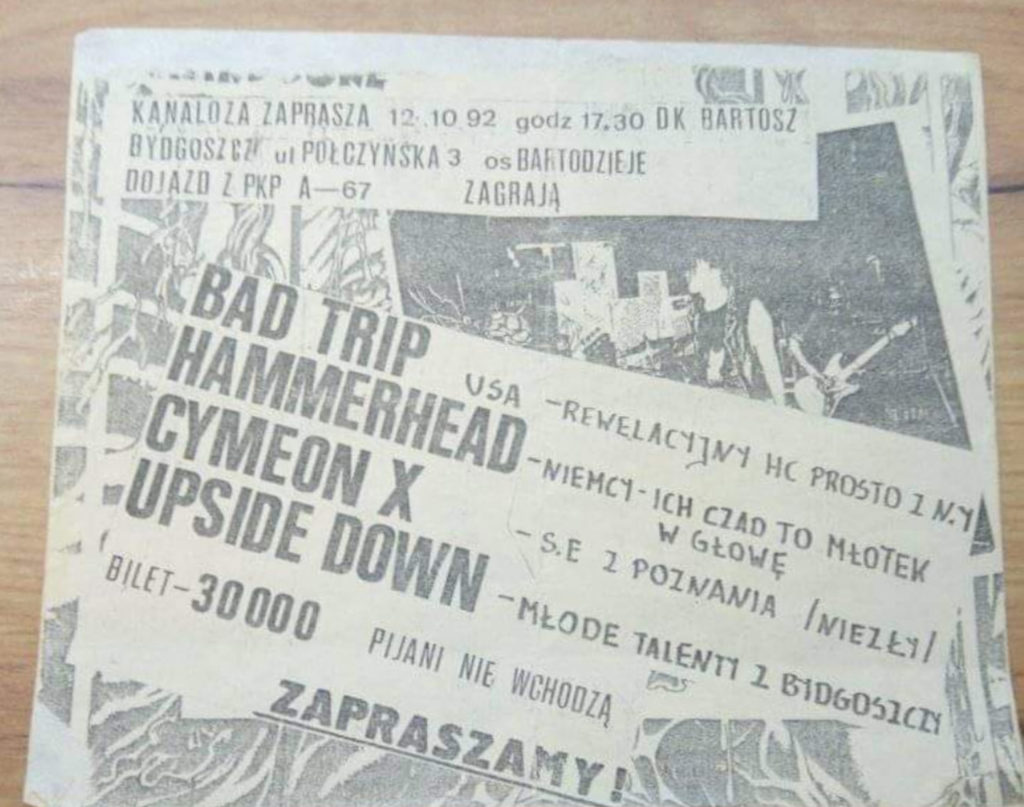 KANALOZA ZAPRASZA 12.10 92 godz 17.30 DK BARTOSZ
BYDGOSZCZ ul POŁCZYŃSKA 3 os BARTODZIEJE
DOJAZD Z PKP A—67 ZAGRAJĄ
BAD TRIP USA -REWELACYJNY HC PROSTO Z N.Y
HAMMERHEAD -NIEMCY-ICH CZAD TO MŁOTEK
W GŁOWĘ
CYMEON X - S.E Z POZNANIA /NIEZŁY/
UPSIDE DOWN -MŁODE TALENTY Z BYDGOSZCZY
BILET-30000
PIJANI NIE WCHODZĄ
ZAPRASZAMY!